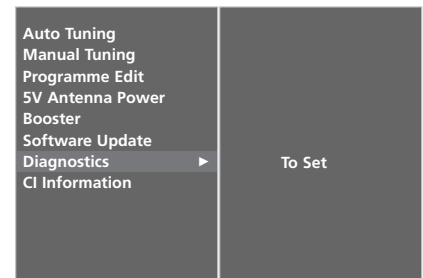 Auto Tuning
Manual Tuning
Programme Edit
5V Antenna Power
Booster
Software Update
Diagnostics ►
To Set
CI Information